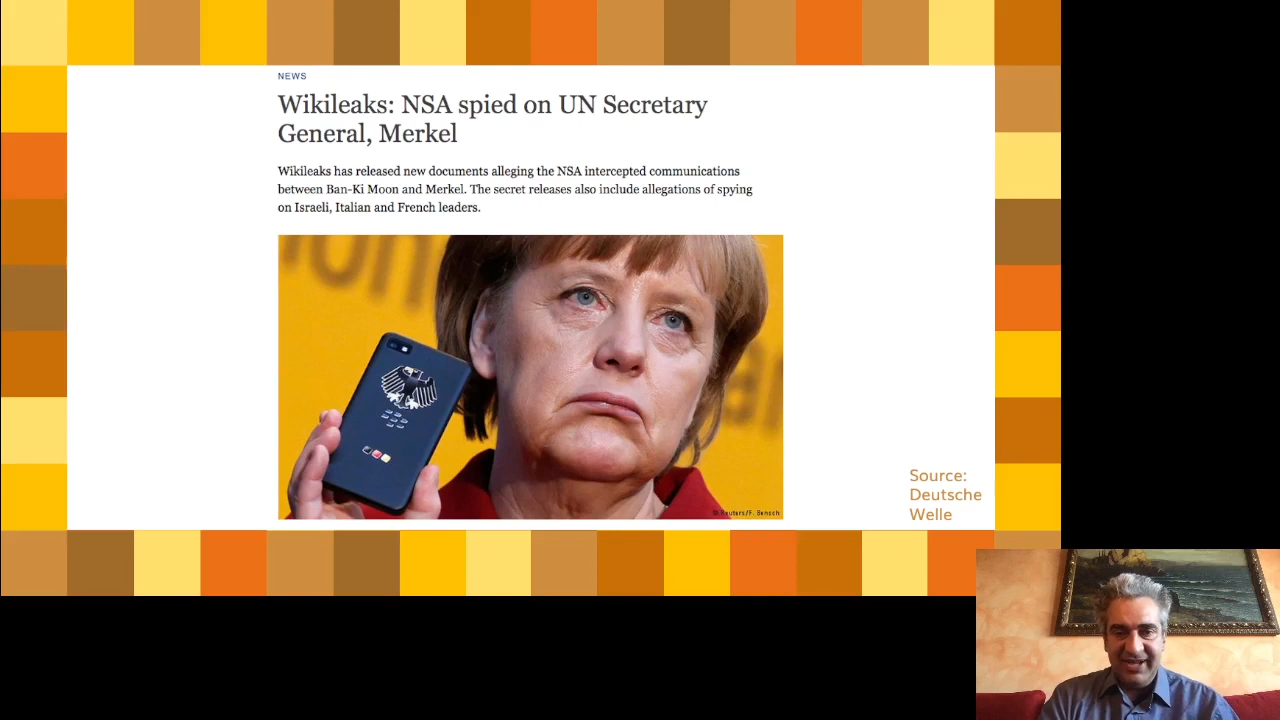 NEWS
Wikileaks: NSA spied on UN Secretary
General, Merkel
Wikileaks has released new documents alleging the NSA intercepted communications
between Ban-Ki Moon and Merkel. The secret releases also include allegations of spying
on Israeli, Italian and French leaders.
© Reuters/F. Bensch
Source:
Deutsche
Welle